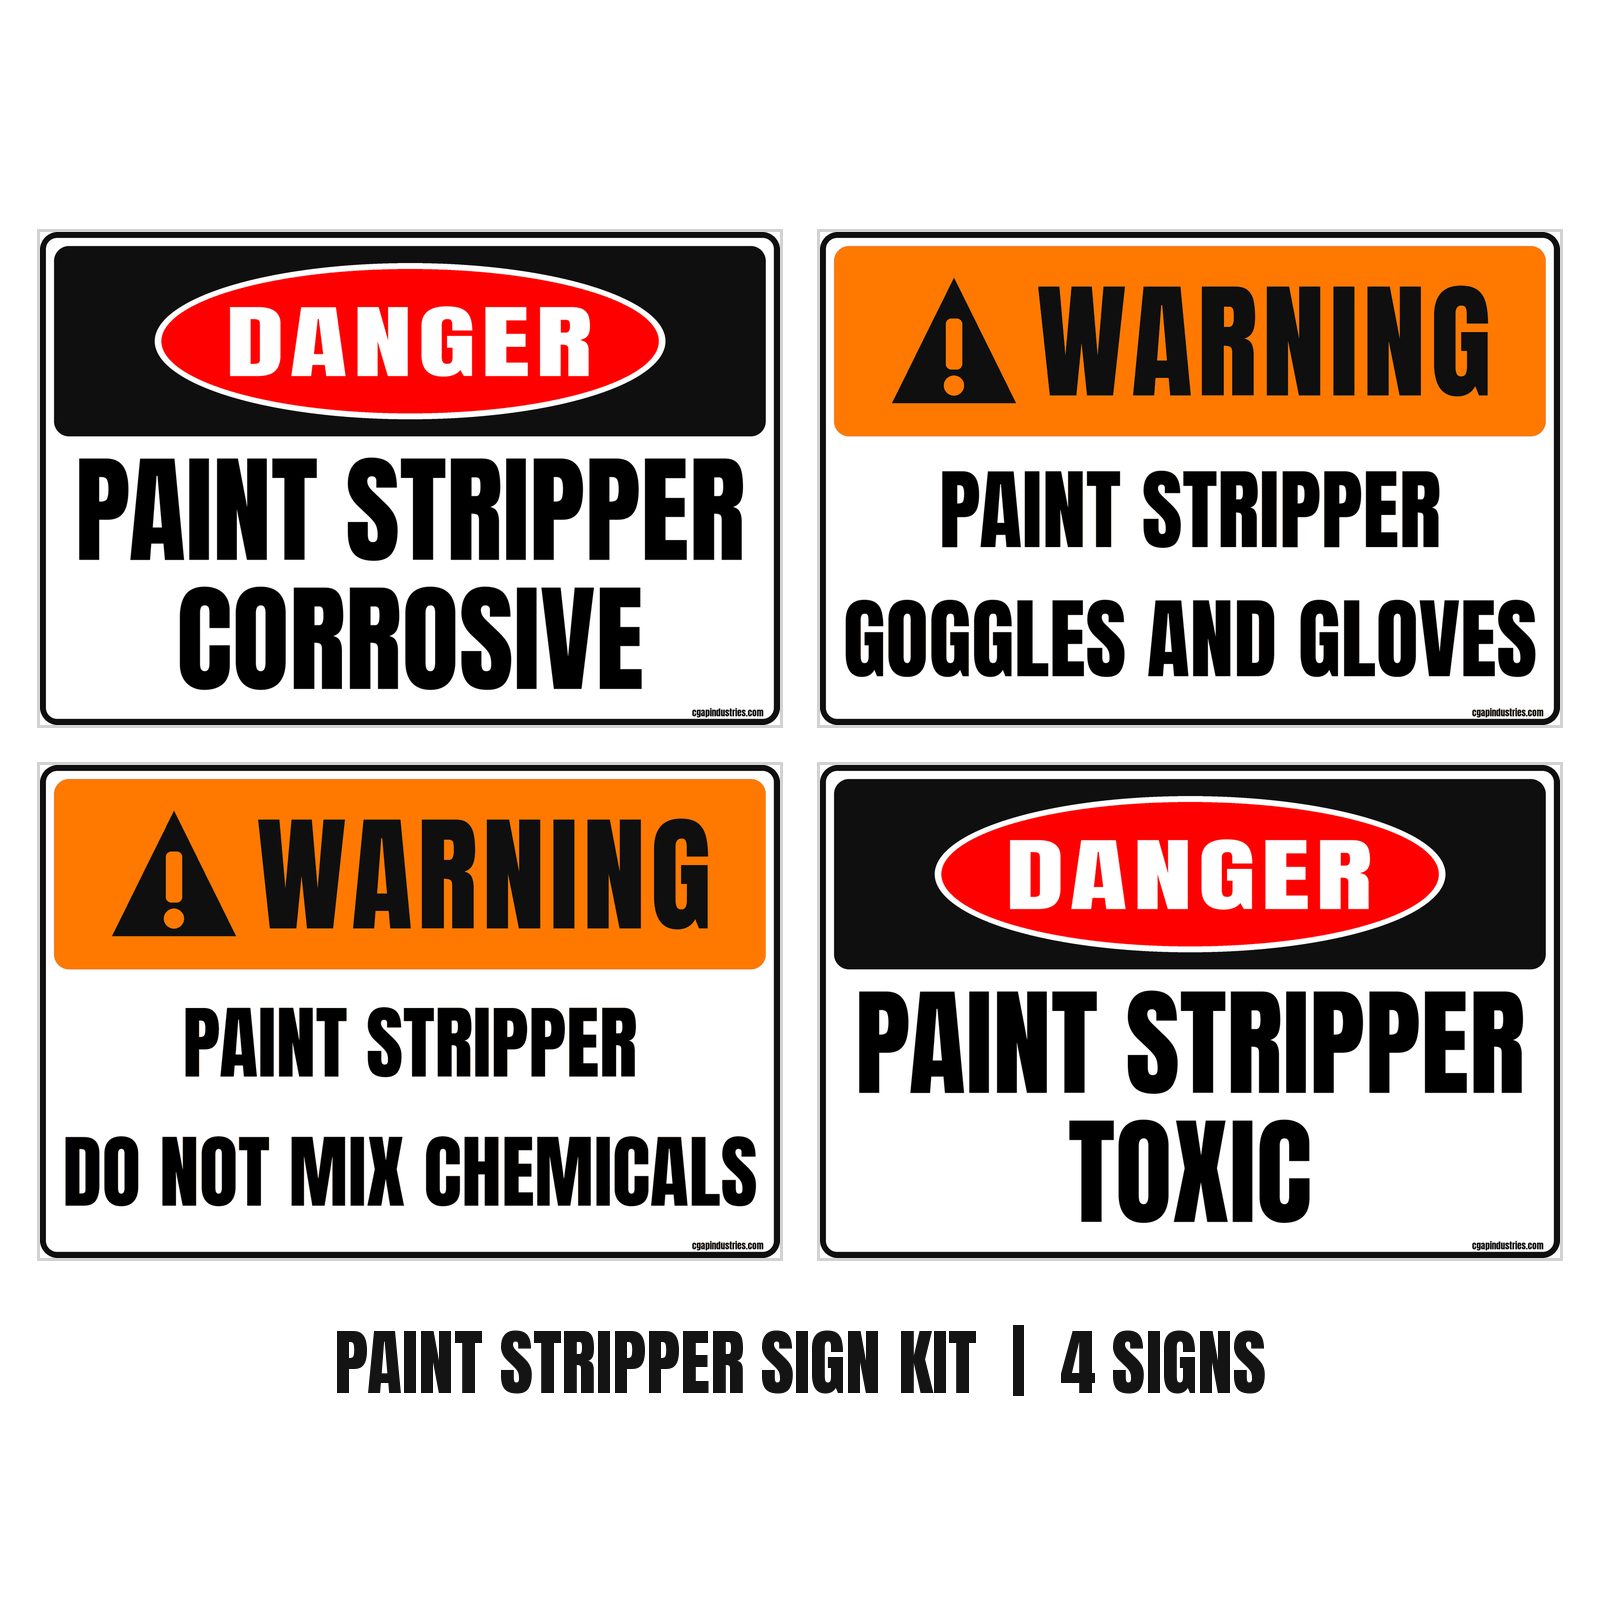 DANGER
PAINT STRIPPER
CORROSIVE
cgapindustries.com
WARNING
PAINT STRIPPER
GOGGLES AND GLOVES
cgapindustries.com
WARNING
PAINT STRIPPER
DO NOT MIX CHEMICALS
cgapindustries.com
DANGER
PAINT STRIPPER
TOXIC
cgapindustries.com
PAINT STRIPPER SIGN KIT | 4 SIGNS